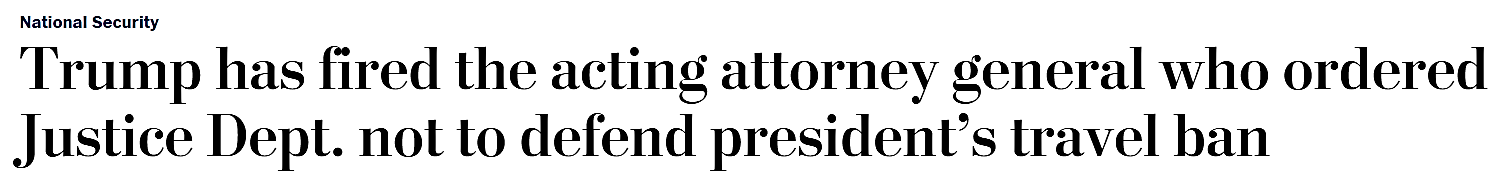 National Security
Trump has fired the acting attorney general who ordered
Justice Dept. not to defend president’s travel ban